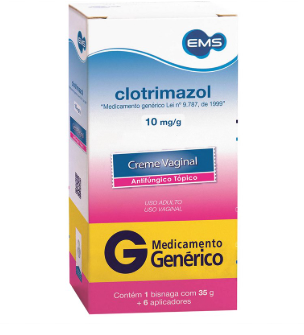 EMS
clotrimazol
"Medicamento genérico Lei nº 9.787, de 1999"
10 mg/g
Creme Vaginal
Antifúngico Tópico
USO ADULTO
USO VAGINAL
G Medicamento
Genérico
Contém 1 bisnaga com 35 g
+ 6 aplicadores